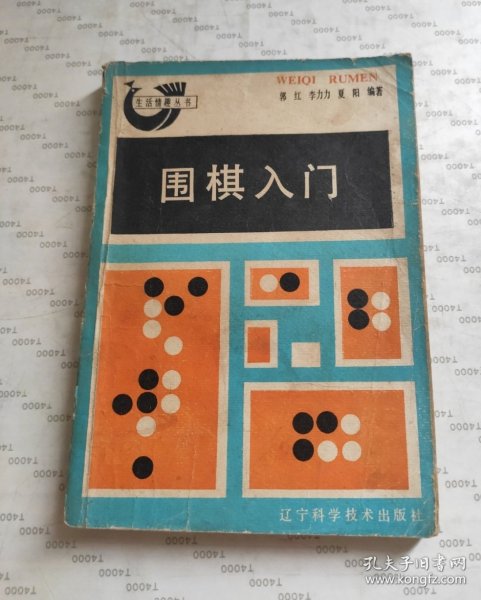 WEIQI RUMEN
生活情趣丛书
郭 红 李力力 夏 阳 编著
围棋入门
辽宁科学技术出版社
孔夫子旧书网
www.kongfz.com
T4000